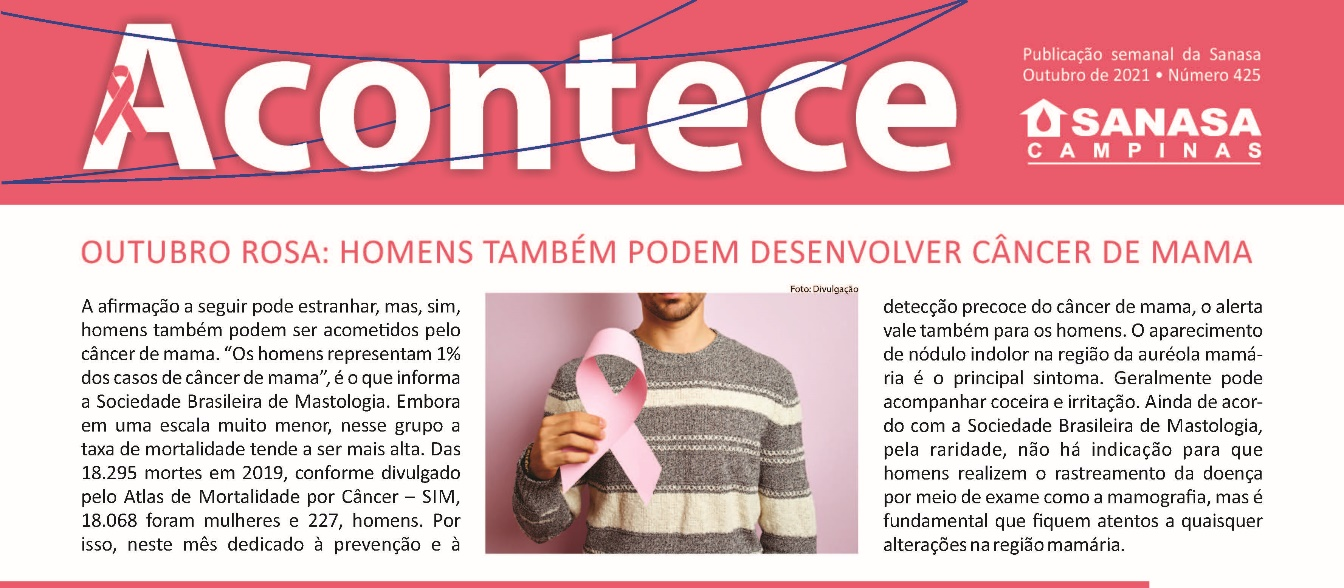 Acontece
Publicação semanal da Sanasa
Outubro de 2021 • Número 425
SANASA
CAMPINAS
OUTUBRO ROSA: HOMENS TAMBÉM PODEM DESENVOLVER CÂNCER DE MAMA
A afirmação a seguir pode estranhar, mas, sim,
homens também podem ser acometidos pelo
câncer de mama. “Os homens representam 1%
dos casos de câncer de mama”, é o que informa
a Sociedade Brasileira de Mastologia. Embora
em uma escala muito menor, nesse grupo a
taxa de mortalidade tende a ser mais alta. Das
18.295 mortes em 2019, conforme divulgado
pelo Atlas de Mortalidade por Câncer – SIM,
18.068 foram mulheres e 227, homens. Por
isso, neste mês dedicado à prevenção e à
Foto: Divulgação
detecção precoce do câncer de mama, o alerta
vale também para os homens. O aparecimento
de nódulo indolor na região da auréola mamá-
ria é o principal sintoma. Geralmente pode
acompanhar coceira e irritação. Ainda de acor-
do com a Sociedade Brasileira de Mastologia,
pela raridade, não há indicação para que
homens realizem o rastreamento da doença
por meio de exame como a mamografia, mas é
fundamental que fiquem atentos a quaisquer
alterações na região mamária.